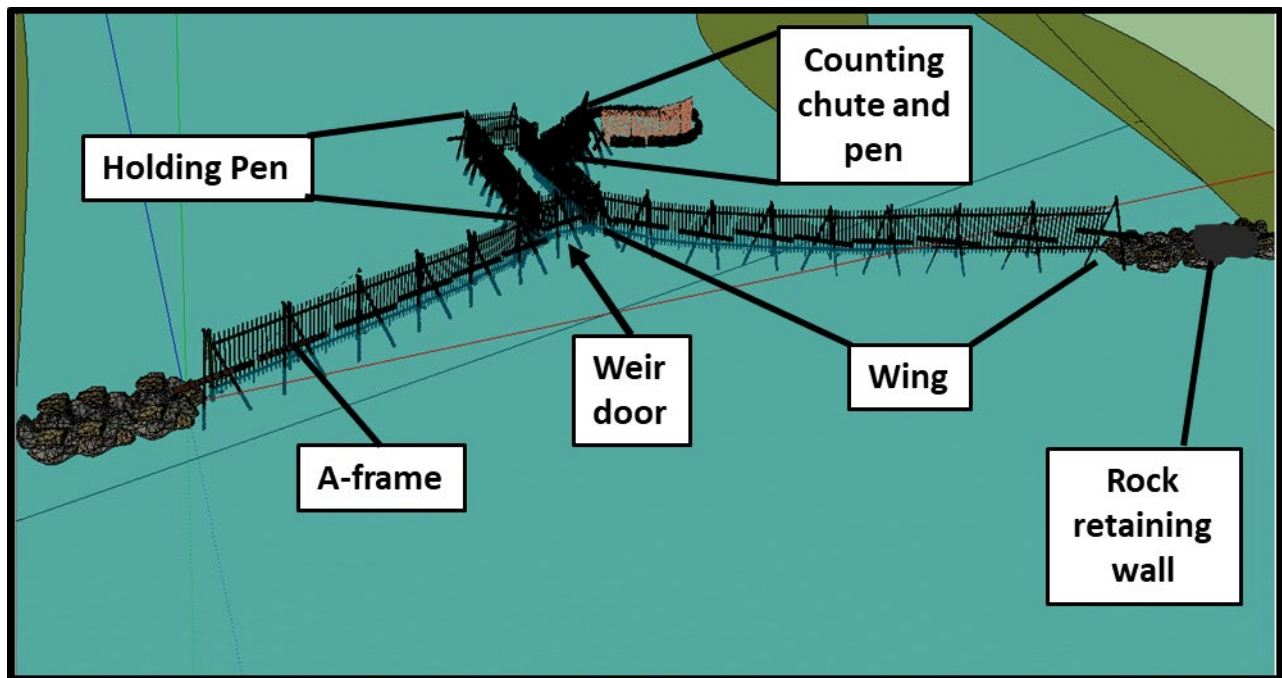 Counting
chute and
pen
Holding Pen
Weir
door
Wing
A-frame
Rock
retaining
wall